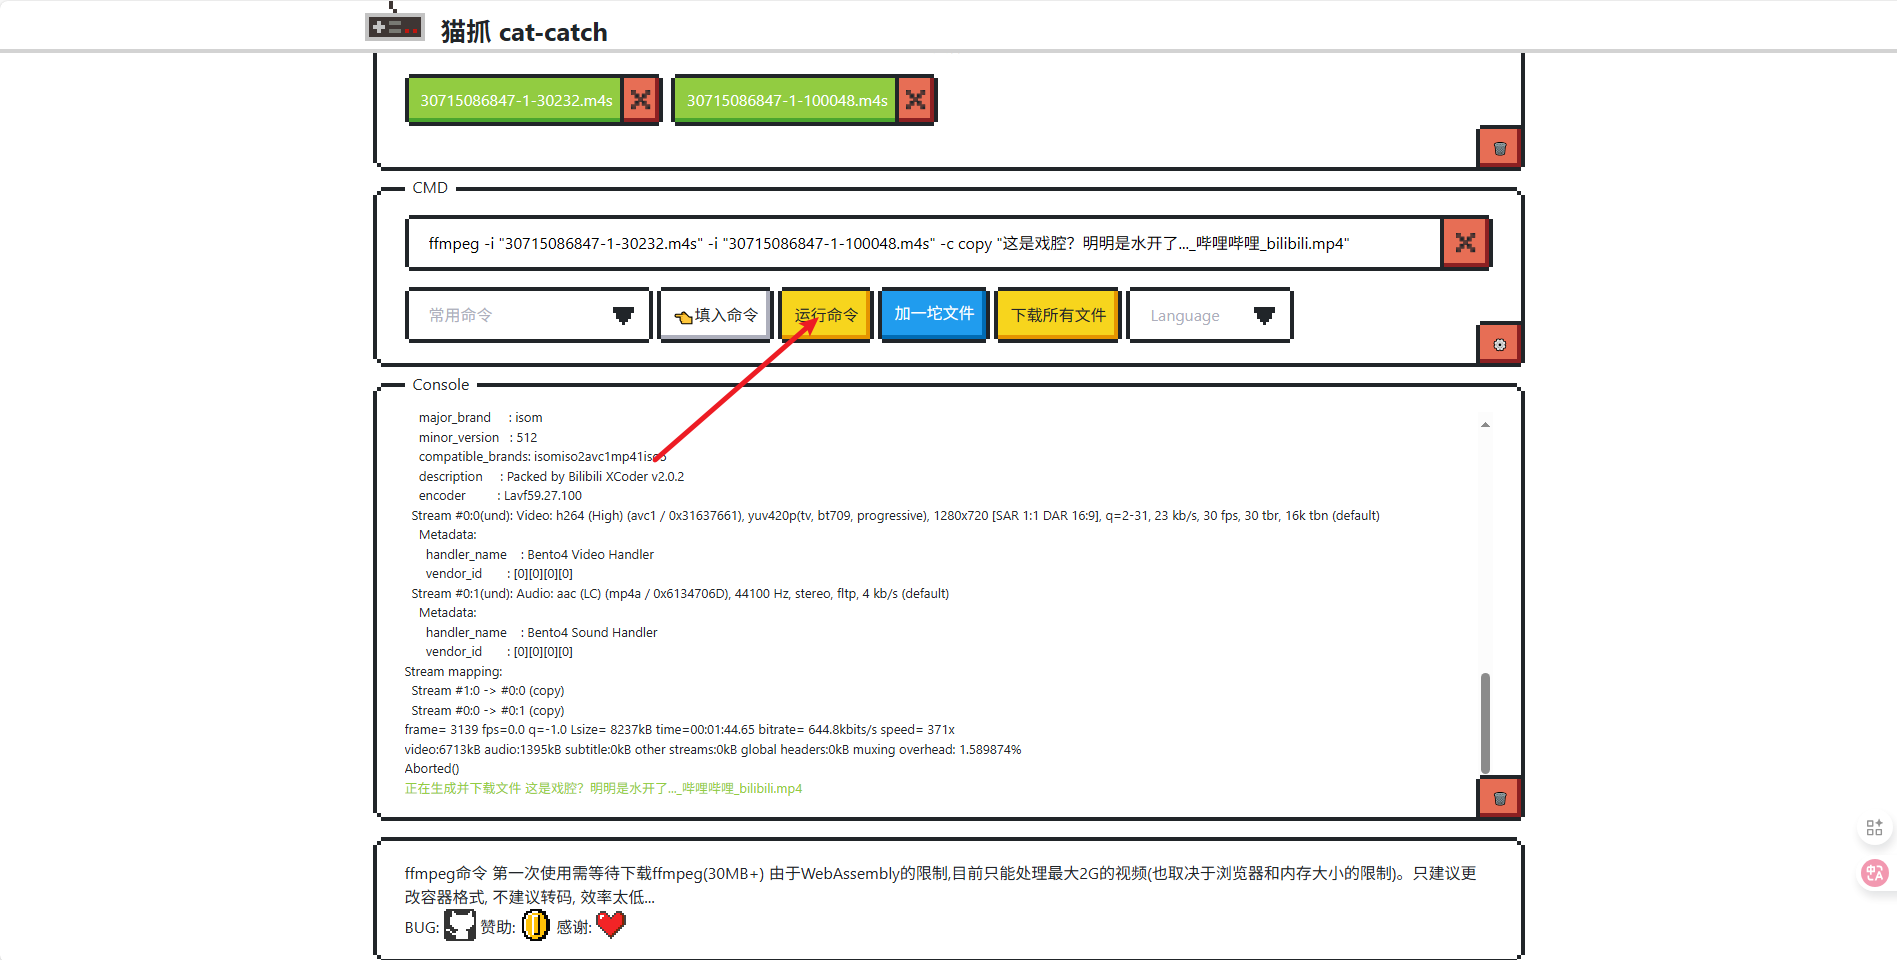 猫抓 cat-catch
30715086847-1-30232.m4s 30715086847-1-100048.m4s
CMD
ffmpeg -i "30715086847-1-30232.m4s" -i "30715086847-1-100048.m4s" -c copy "这是戏腔？明明是水开了..._哔哩哔哩_bilibili.mp4"
常用命令 👈填入命令 运行命令 加一坨文件 下载所有文件 Language
Console
major_brand : isom
minor_version : 512
compatible_brands: isomiso2avc1mp41iso5
description : Packed by Bilibili XCoder v2.0.2
encoder : Lavf59.27.100
Stream #0:0(und): Video: h264 (High) (avc1 / 0x31637661), yuv420p(tv, bt709, progressive), 1280x720 [SAR 1:1 DAR 16:9], q=2-31, 23 kb/s, 30 fps, 30 tbr, 16k tbn (default)
Metadata:
handler_name : Bento4 Video Handler
vendor_id : [0][0][0][0]
Stream #0:1(und): Audio: aac (LC) (mp4a / 0x6134706D), 44100 Hz, stereo, fltp, 4 kb/s (default)
Metadata:
handler_name : Bento4 Sound Handler
vendor_id : [0][0][0][0]
Stream mapping:
Stream #1:0 -> #0:0 (copy)
Stream #0:0 -> #0:1 (copy)
frame= 3139 fps=0.0 q=-1.0 Lsize= 8237kB time=00:01:44.65 bitrate= 644.8kbits/s speed= 371x
video:6713kB audio:1395kB subtitle:0kB other streams:0kB global headers:0kB muxing overhead: 1.589874%
Aborted()
正在生成并下载文件 这是戏腔？明明是水开了..._哔哩哔哩_bilibili.mp4
ffmpeg命令 第一次使用需等待下载ffmpeg(30MB+) 由于WebAssembly的限制,目前只能处理最大2G的视频(也取决于浏览器和内存大小的限制)。只建议更
改容器格式, 不建议转码, 效率太低...
BUG: 赞助: 感谢: